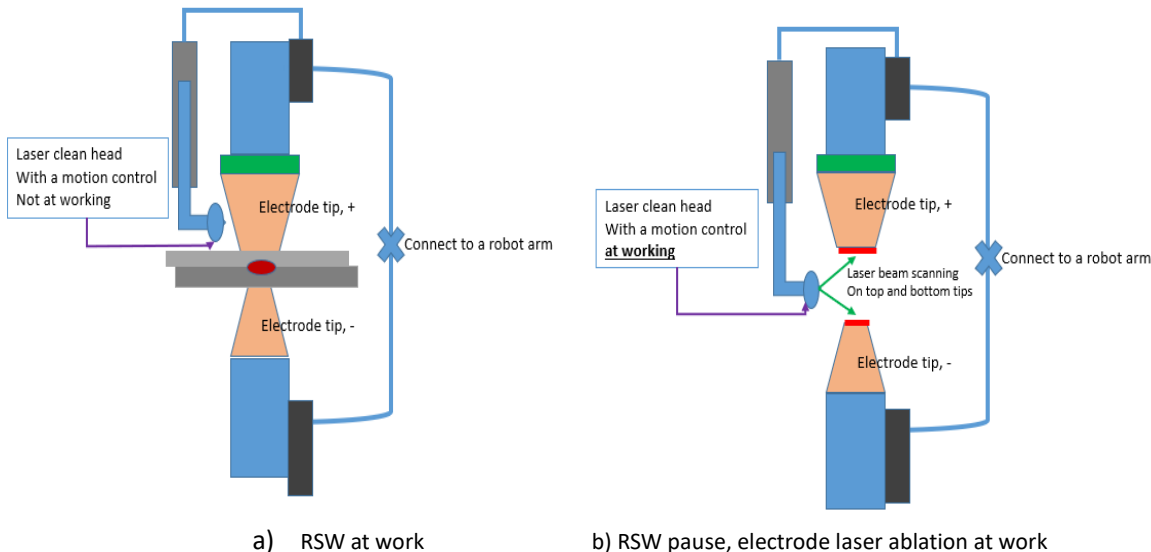 Laser clean head
With a motion control
Not at working
Electrode tip, +
Connect to a robot arm
Electrode tip, -
a) RSW at work
Laser clean head
With a motion control
at working
Electrode tip, +
Connect to a robot arm
Laser beam scanning
On top and bottom tips
Electrode tip, -
b) RSW pause, electrode laser ablation at work